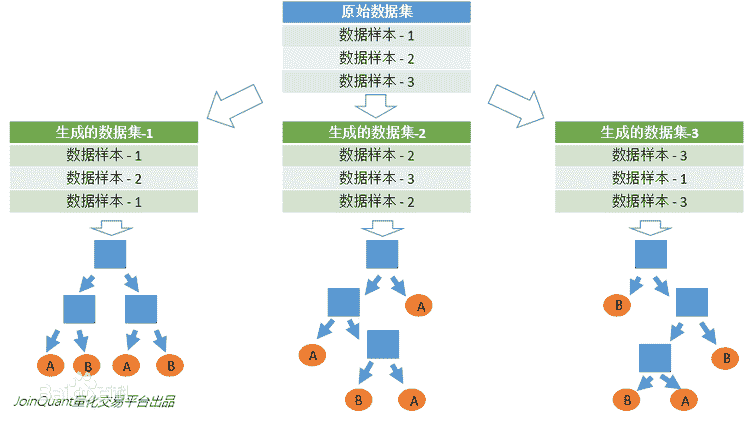 原始数据集
数据样本 - 1
数据样本 - 2
数据样本 - 3
生成的数据集-1
数据样本 - 1
数据样本 - 2
数据样本 - 1
生成的数据集-2
数据样本 - 2
数据样本 - 3
数据样本 - 2
生成的数据集-3
数据样本 - 3
数据样本 - 1
数据样本 - 3
A B A B
A
A
B A
B
B
B A
Bai 百科
JoinQuant量化交易平台出品